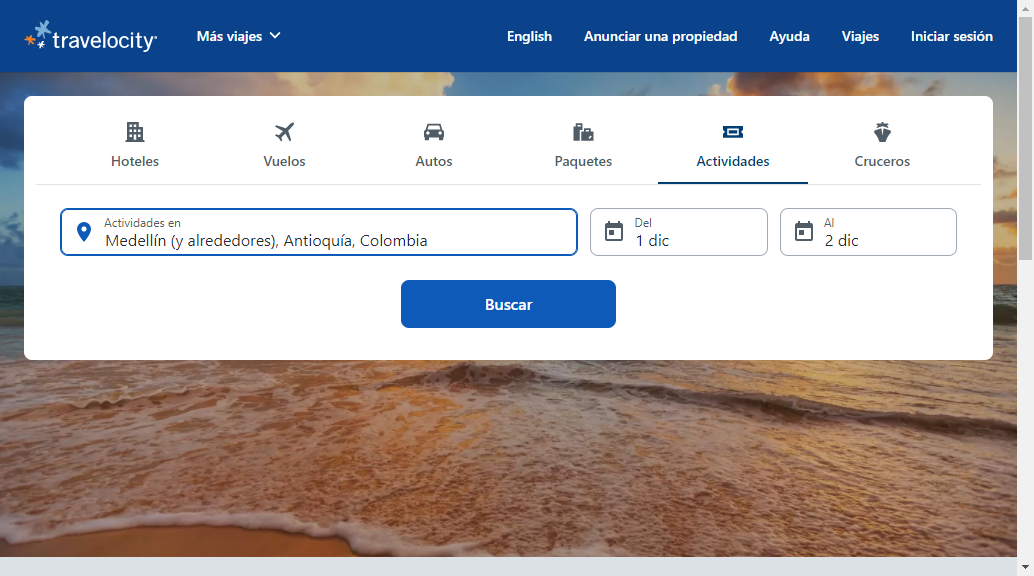 travelocity
Más viajes
English
Anunciar una propiedad
Ayuda
Viajes
Iniciar sesión
Hoteles
Vuelos
Autos
Paquetes
Actividades
Cruceros
Actividades en
Medellín (y alrededores), Antioquía, Colombia
Del
1 dic
Al
2 dic
Buscar